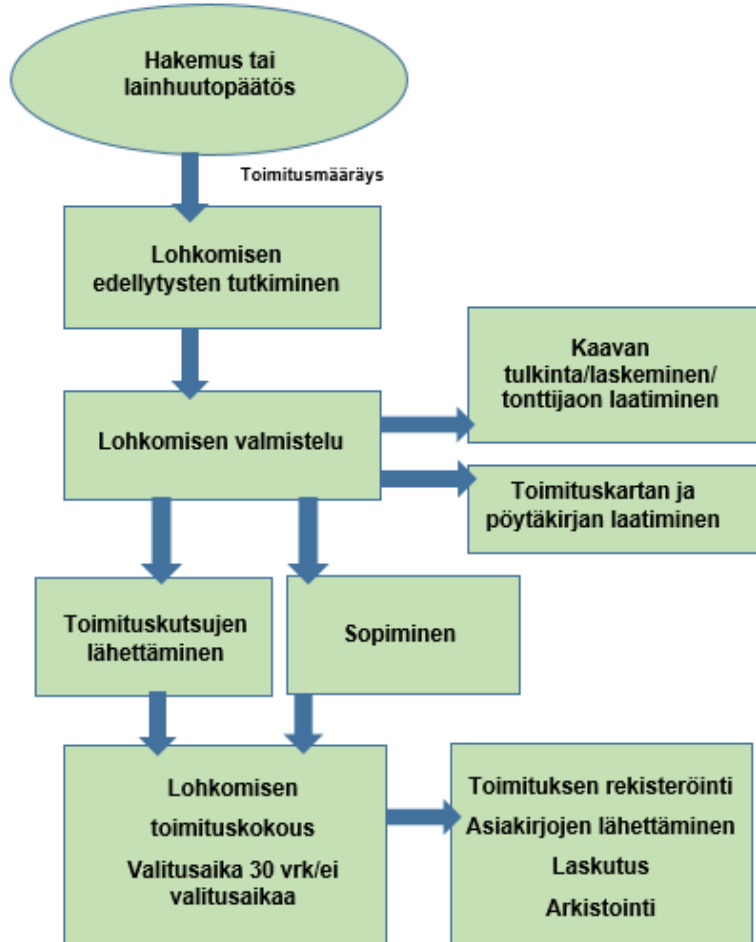 Hakemus tai
lainhuutopäätös
Toimitusmääräys
Lohkomisen
edellytysten tutkiminen
Lohkomisen valmistelu
Kaavan
tulkinta/laskeminen/
tonttijaon laatiminen
Toimituskartan ja
pöytäkirjan laatiminen
Toimituskutsujen
lähettäminen
Sopiminen
Lohkomisen
toimituskokous
Valitusaika 30 vrk/ei
valitusaikaa
Toimituksen rekisteröinti
Asiakirjojen lähettäminen
Laskutus
Arkistointi